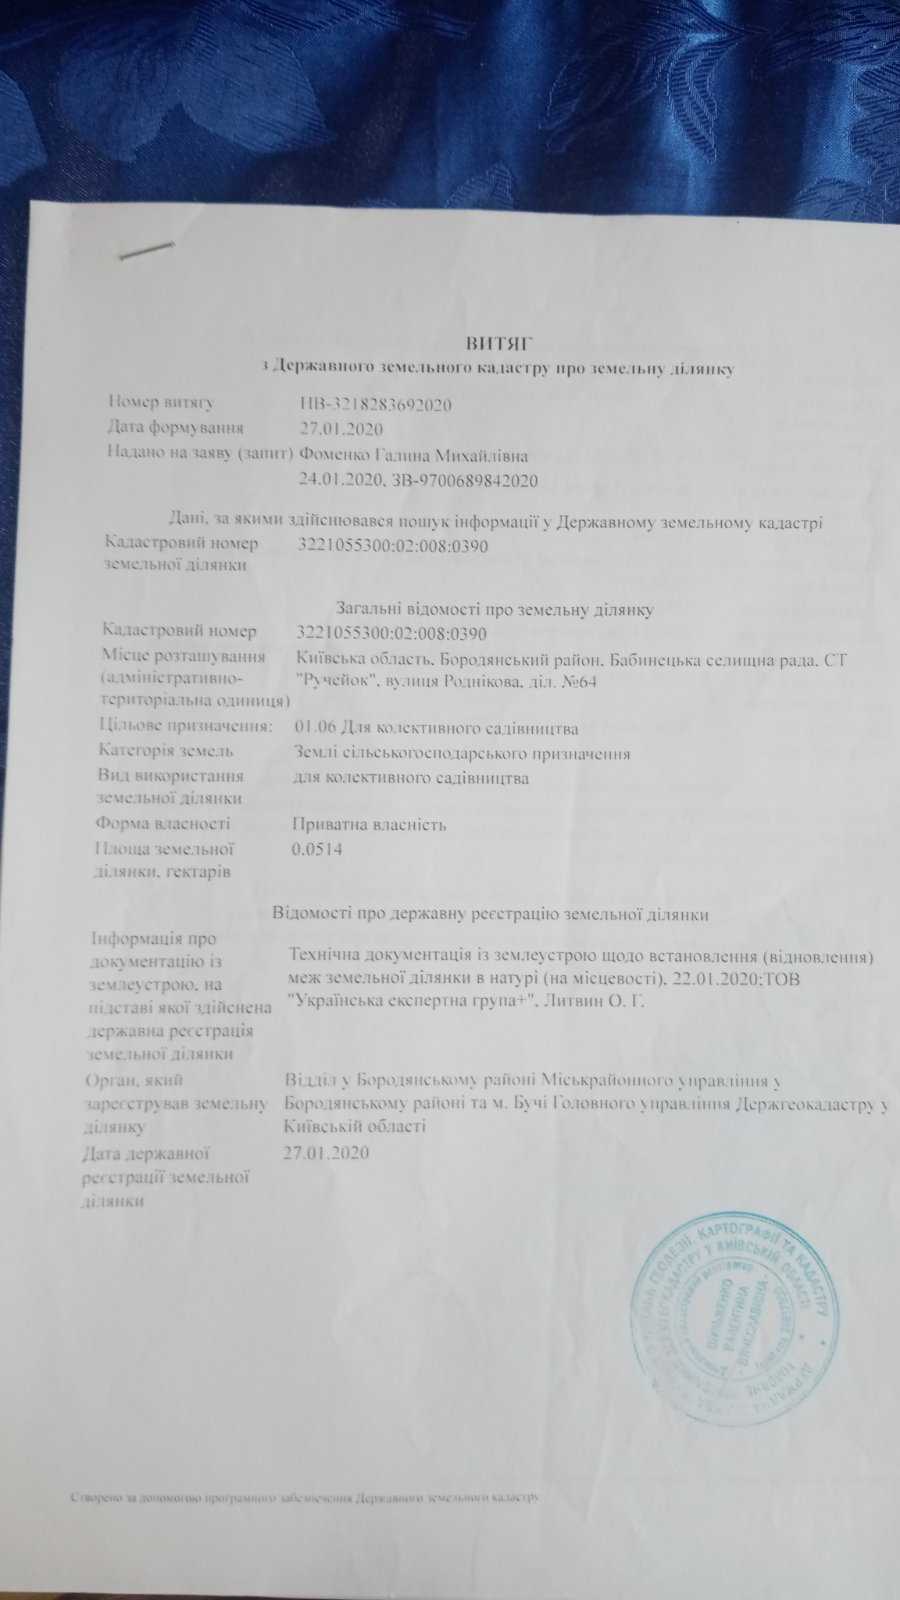 ВИТЯГ
з Державного земельного кадастру про земельну ділянку
Номер витягу НВ-3218283692020
Дата формування 27.01.2020
Надано на заяву (запит) Фоменко Галина Михайлівна
24.01.2020, ЗВ-9700689842020
Дані, за якими здійснювався пошук інформації у Державному земельному кадастрі
Кадастровий номер 3221055300:02:008:0390
земельної ділянки
Загальні відомості про земельну ділянку
Кадастровий номер 3221055300:02:008:0390
Місце розташування Київська область, Бородянський район, Бабинецька селищна рада, СТ
(адміністративно- "Ручейок", вулиця Роднікова, діл. №64
територіальна одиниця)
Цільове призначення: 01.06 Для колективного садівництва
Категорія земель Землі сільськогосподарського призначення
Вид використання для колективного садівництва
земельної ділянки
Форма власності Приватна власність
Площа земельної 0.0514
ділянки, гектарів
Відомості про державну реєстрацію земельної ділянки
Інформація про
документацію із Технічна документація із землеустрою щодо встановлення (відновлення)
землеустрою, на меж земельної ділянки в натурі (на місцевості), 22.01.2020;ТОВ
підставі якої здійснена "Українська експертна група+", Литвин О. Г.
державна реєстрація
земельної ділянки
Орган, який Відділ у Бородянському районі Міськрайонного управління у
зареєстрував земельну Бородянському районі та м. Бучі Головного управління Держгеокадастру у
ділянку Київській області
Дата державної 27.01.2020
реєстрації земельної
ділянки
ГЕОДЕЗІЇ, КАРТОГРАФІЇ ТА КАДАСТРУ
У КИЇВСЬКІЙ ОБЛАСТІ
ВАЛЕНТИНА
ВЯЧЕСЛАВІВНА
Створено за допомогою програмного забезпечення Державного земельного кадастру